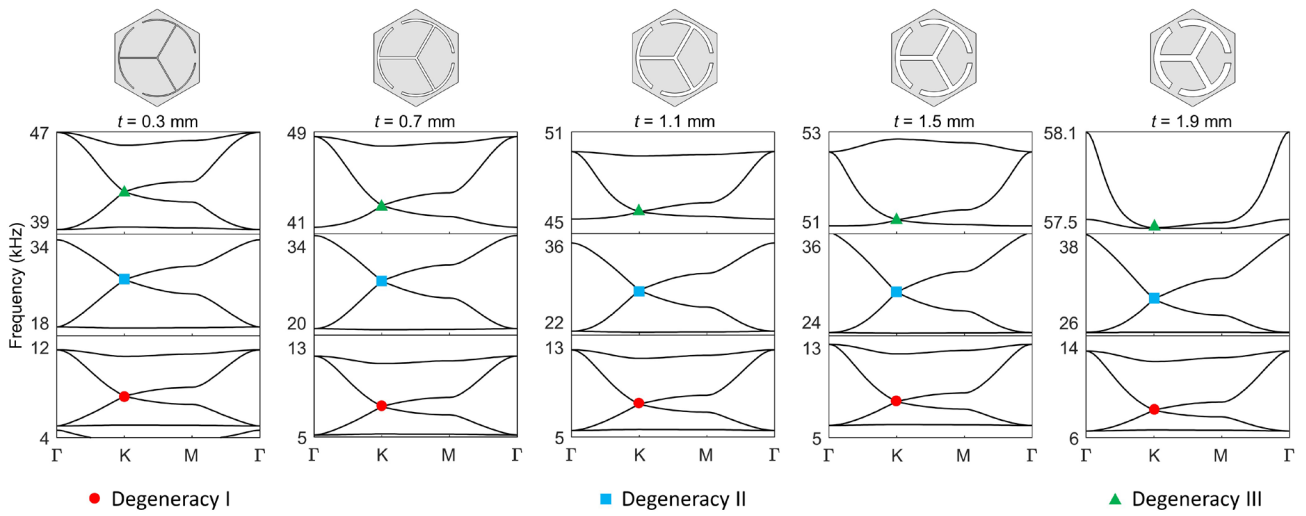 t = 0.3 mm
t = 0.7 mm
t = 1.1 mm
t = 1.5 mm
t = 1.9 mm
Frequency (kHz)
47
39
34
18
12
4
Γ K M Γ
49
41
34
20
13
5
Γ K M Γ
51
45
36
22
13
5
Γ K M Γ
53
51
36
24
13
5
Γ K M Γ
58.1
57.5
38
26
14
6
Γ K M Γ
Degeneracy I
Degeneracy II
Degeneracy III